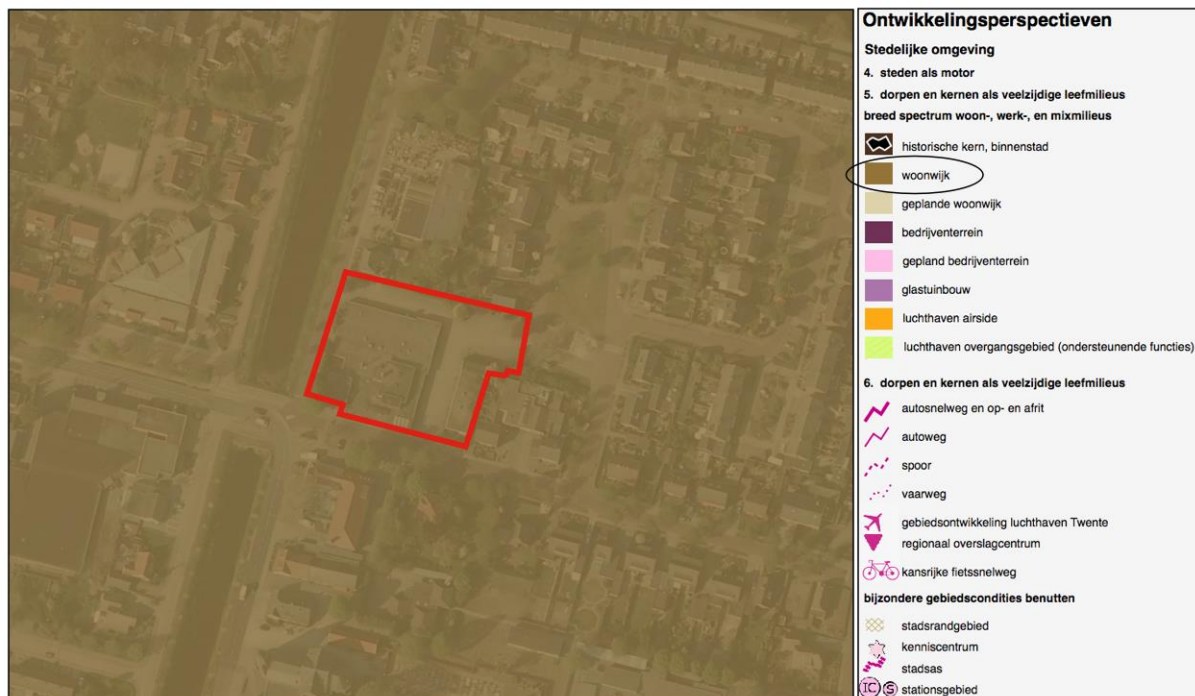 Ontwikkelingsperspectieven
Stedelijke omgeving
4. steden als motor
5. dorpen en kernen als veelzijdige leefmilieus
breed spectrum woon-, werk-, en mixmilieus
historische kern, binnenstad
woonwijk
geplande woonwijk
bedrijventerrein
gepland bedrijventerrein
glastuinbouw
luchthaven airside
luchthaven overgangsgebied (ondersteunende functies)
6. dorpen en kernen als veelzijdige leefmilieus
autosnelweg en op- en afrit
autoweg
spoor
vaarweg
gebiedsontwikkeling luchthaven Twente
regionaal overslagcentrum
kansrijke fietssnelweg
bijzondere gebiedscondities benutten
stadsrandgebied
kenniscentrum
stadsas
IC S stationsgebied